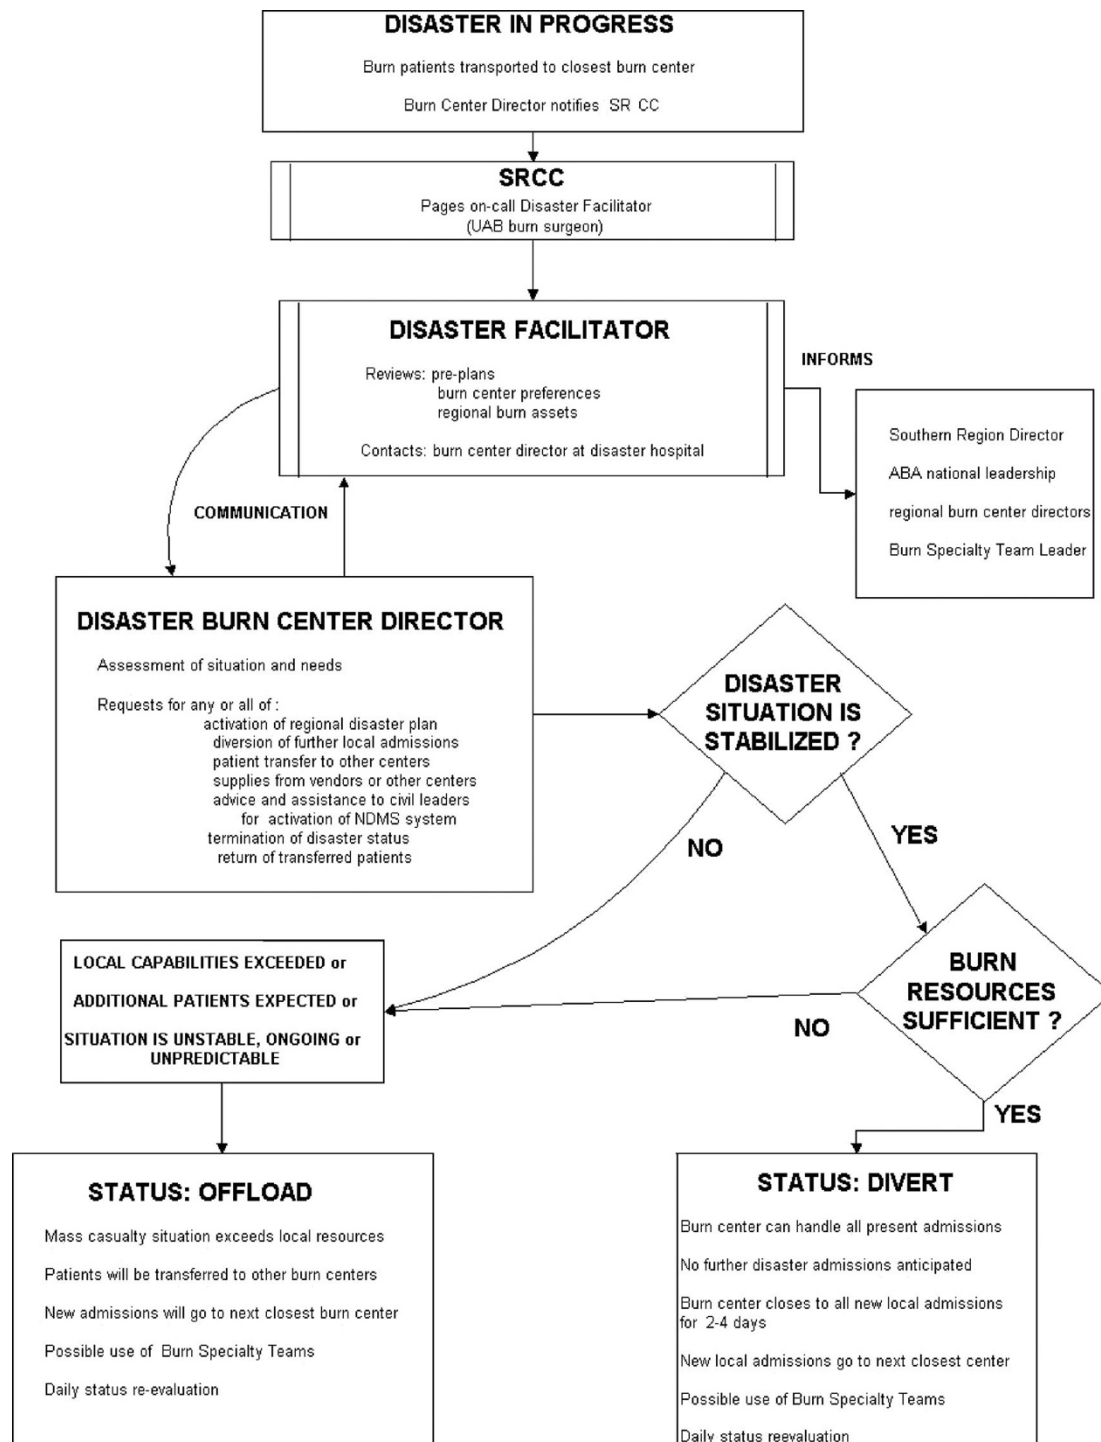 DISASTER IN PROGRESS
Burn patients transported to closest burn center
Burn Center Director notifies SR CC
SRCC
Pages on-call Disaster Facilitator
(UAB burn surgeon)
DISASTER FACILITATOR
Reviews: pre-plans
burn center preferences
regional burn assets
Contacts: burn center director at disaster hospital
INFORMS
Southern Region Director
ABA national leadership
regional burn center directors
Burn Specialty Team Leader
COMMUNICATION
DISASTER BURN CENTER DIRECTOR
Assessment of situation and needs
Requests for any or all of :
activation of regional disaster plan
diversion of further local admissions
patient transfer to other centers
supplies from vendors or other centers
advice and assistance to civil leaders
for activation of NDMS system
termination of disaster status
return of transferred patients
DISASTER
SITUATION IS
STABILIZED ?
NO
YES
BURN
RESOURCES
SUFFICIENT ?
NO
YES
LOCAL CAPABILITIES EXCEEDED or
ADDITIONAL PATIENTS EXPECTED or
SITUATION IS UNSTABLE, ONGOING or
UNPREDICTABLE
STATUS: OFFLOAD
Mass casualty situation exceeds local resources
Patients will be transferred to other burn centers
New admissions will go to next closest burn center
Possible use of Burn Specialty Teams
Daily status re-evaluation
STATUS: DIVERT
Burn center can handle all present admissions
No further disaster admissions anticipated
Burn center closes to all new local admissions
for 2-4 days
New local admissions go to next closest center
Possible use of Burn Specialty Teams
Daily status reevaluation